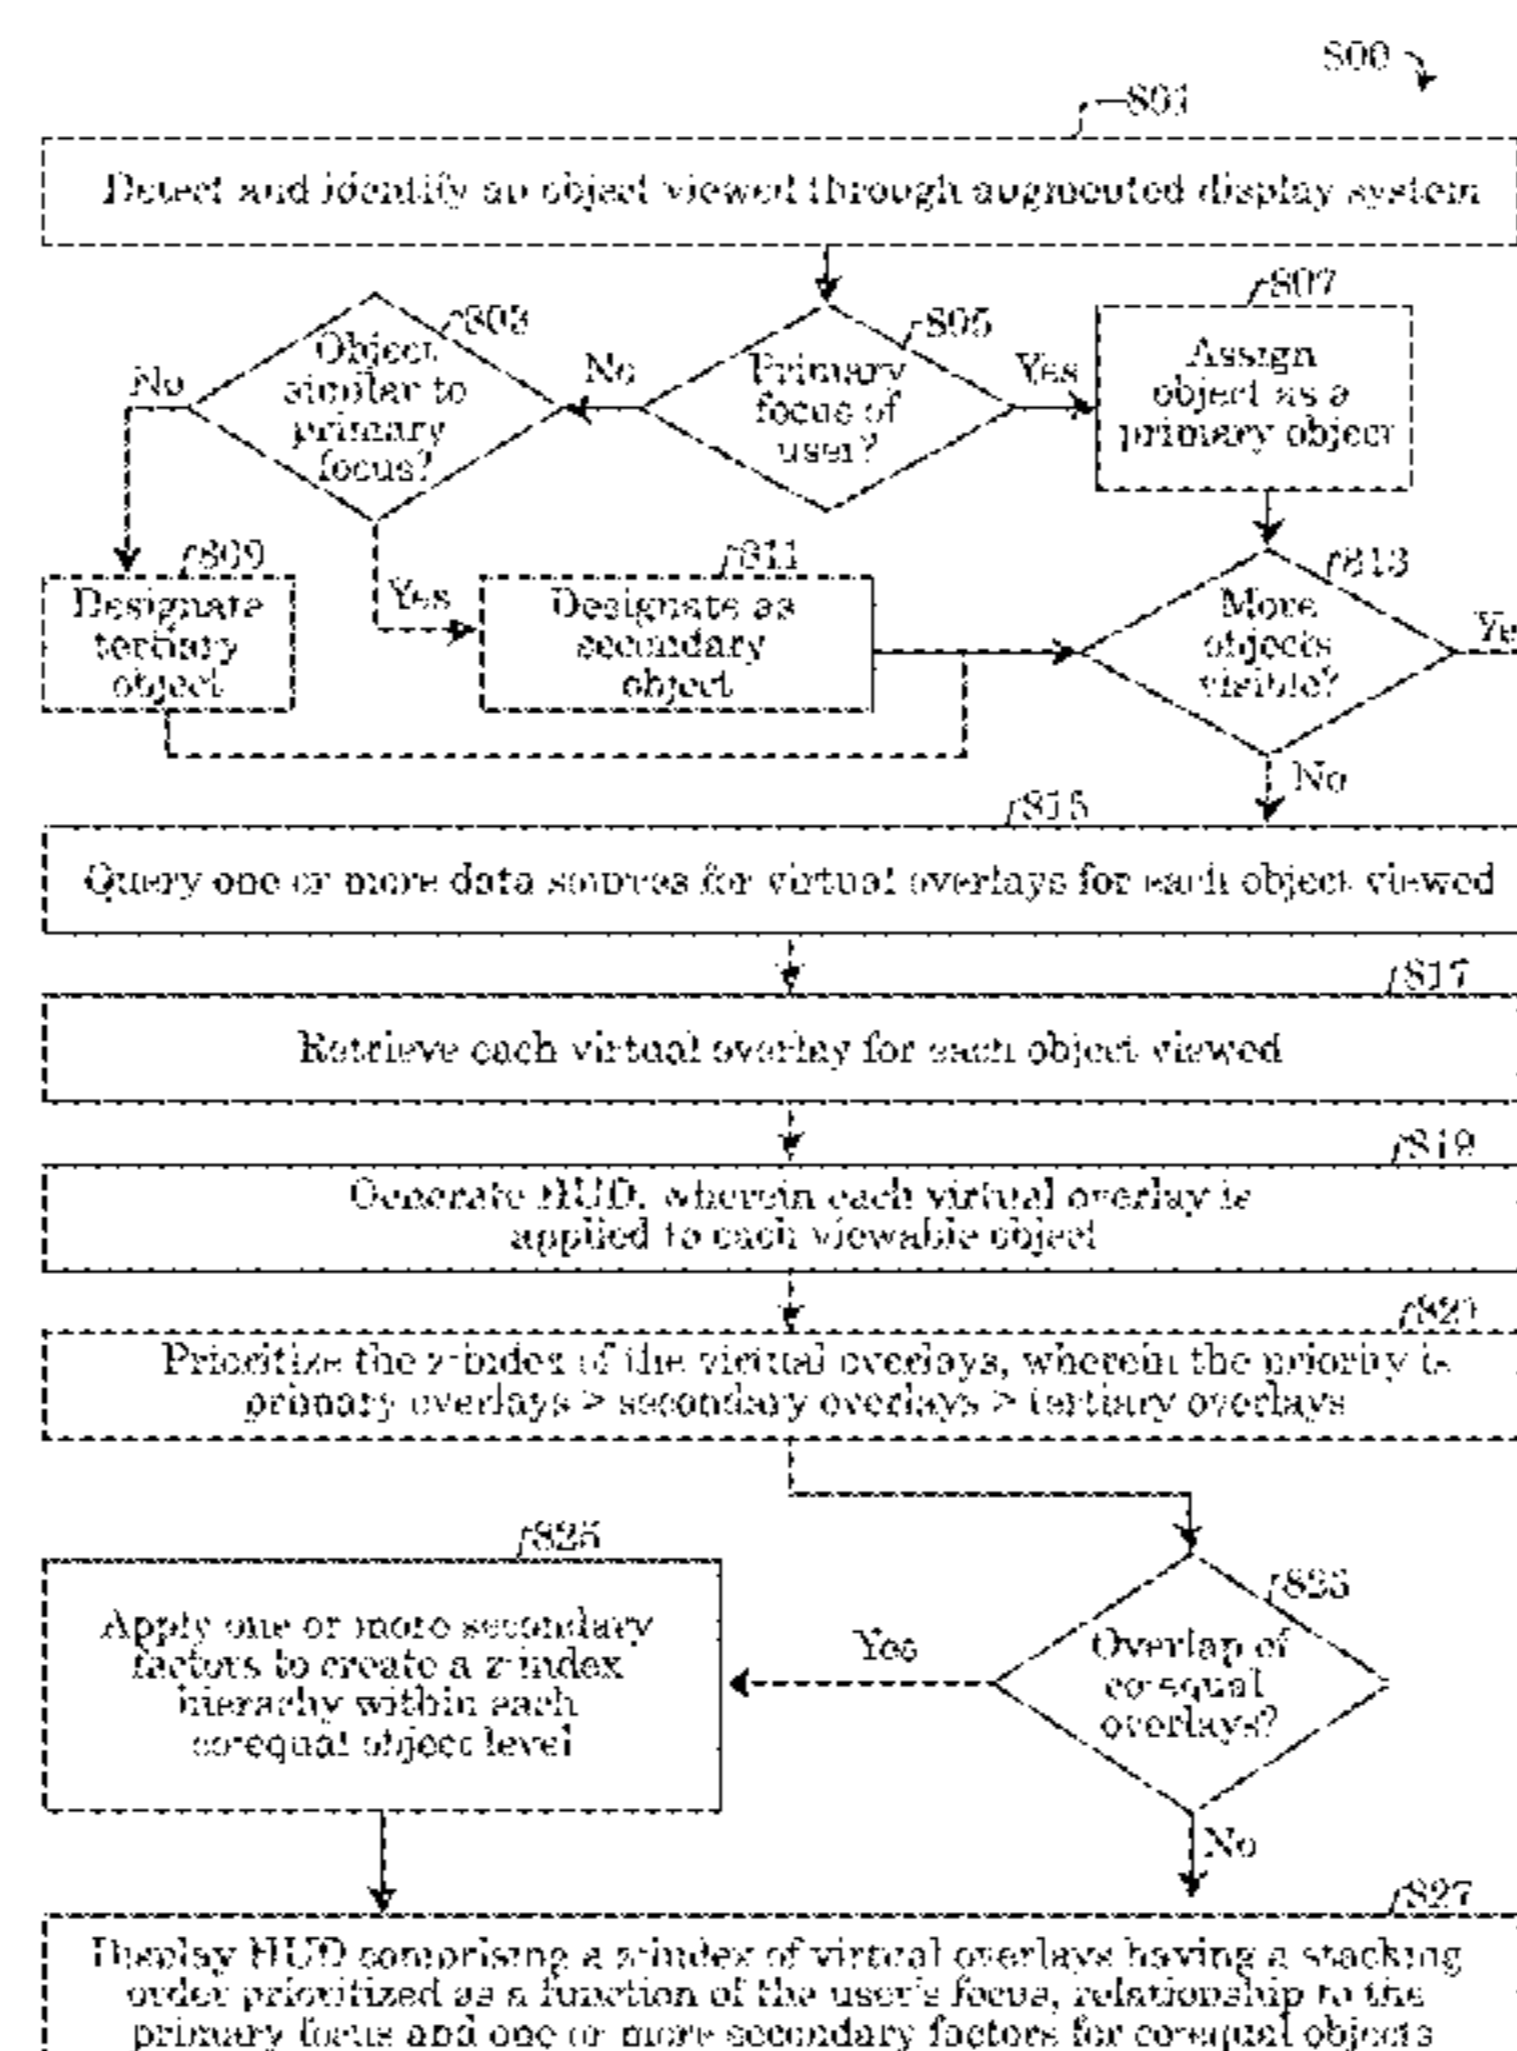 800
801
Detect and identify an object viewed through augmented display system
803
Object
similar to
primary
focus?
No
No
805
Primary
focus of
user?
Yes
807
Assign
object as a
primary object
809
Designate
tertiary
object
Yes
811
Designate as
secondary
object
813
More
objects
visible?
Ye
No
815
Query one or more data sources for virtual overlays for each object viewed
817
Retrieve each virtual overlay for each object viewed
819
Generate HUD, wherein each virtual overlay is
applied to each viewable object
Prioritize the z-index of the virtual overlays, wherein the priority is
primary overlays > secondary overlays > tertiary overlays
825
Apply one or more secondary
factors to create a z-index
hierachy within each
co-equal object level
Yes
Overlap of
co-equal
overlays?
No
827
Display HUD comprising a z-index of virtual overlays having a stacking
order prioritized as a function of the user's focus, relationship to the
primary focus and one or more secondary factors for co-equal objects